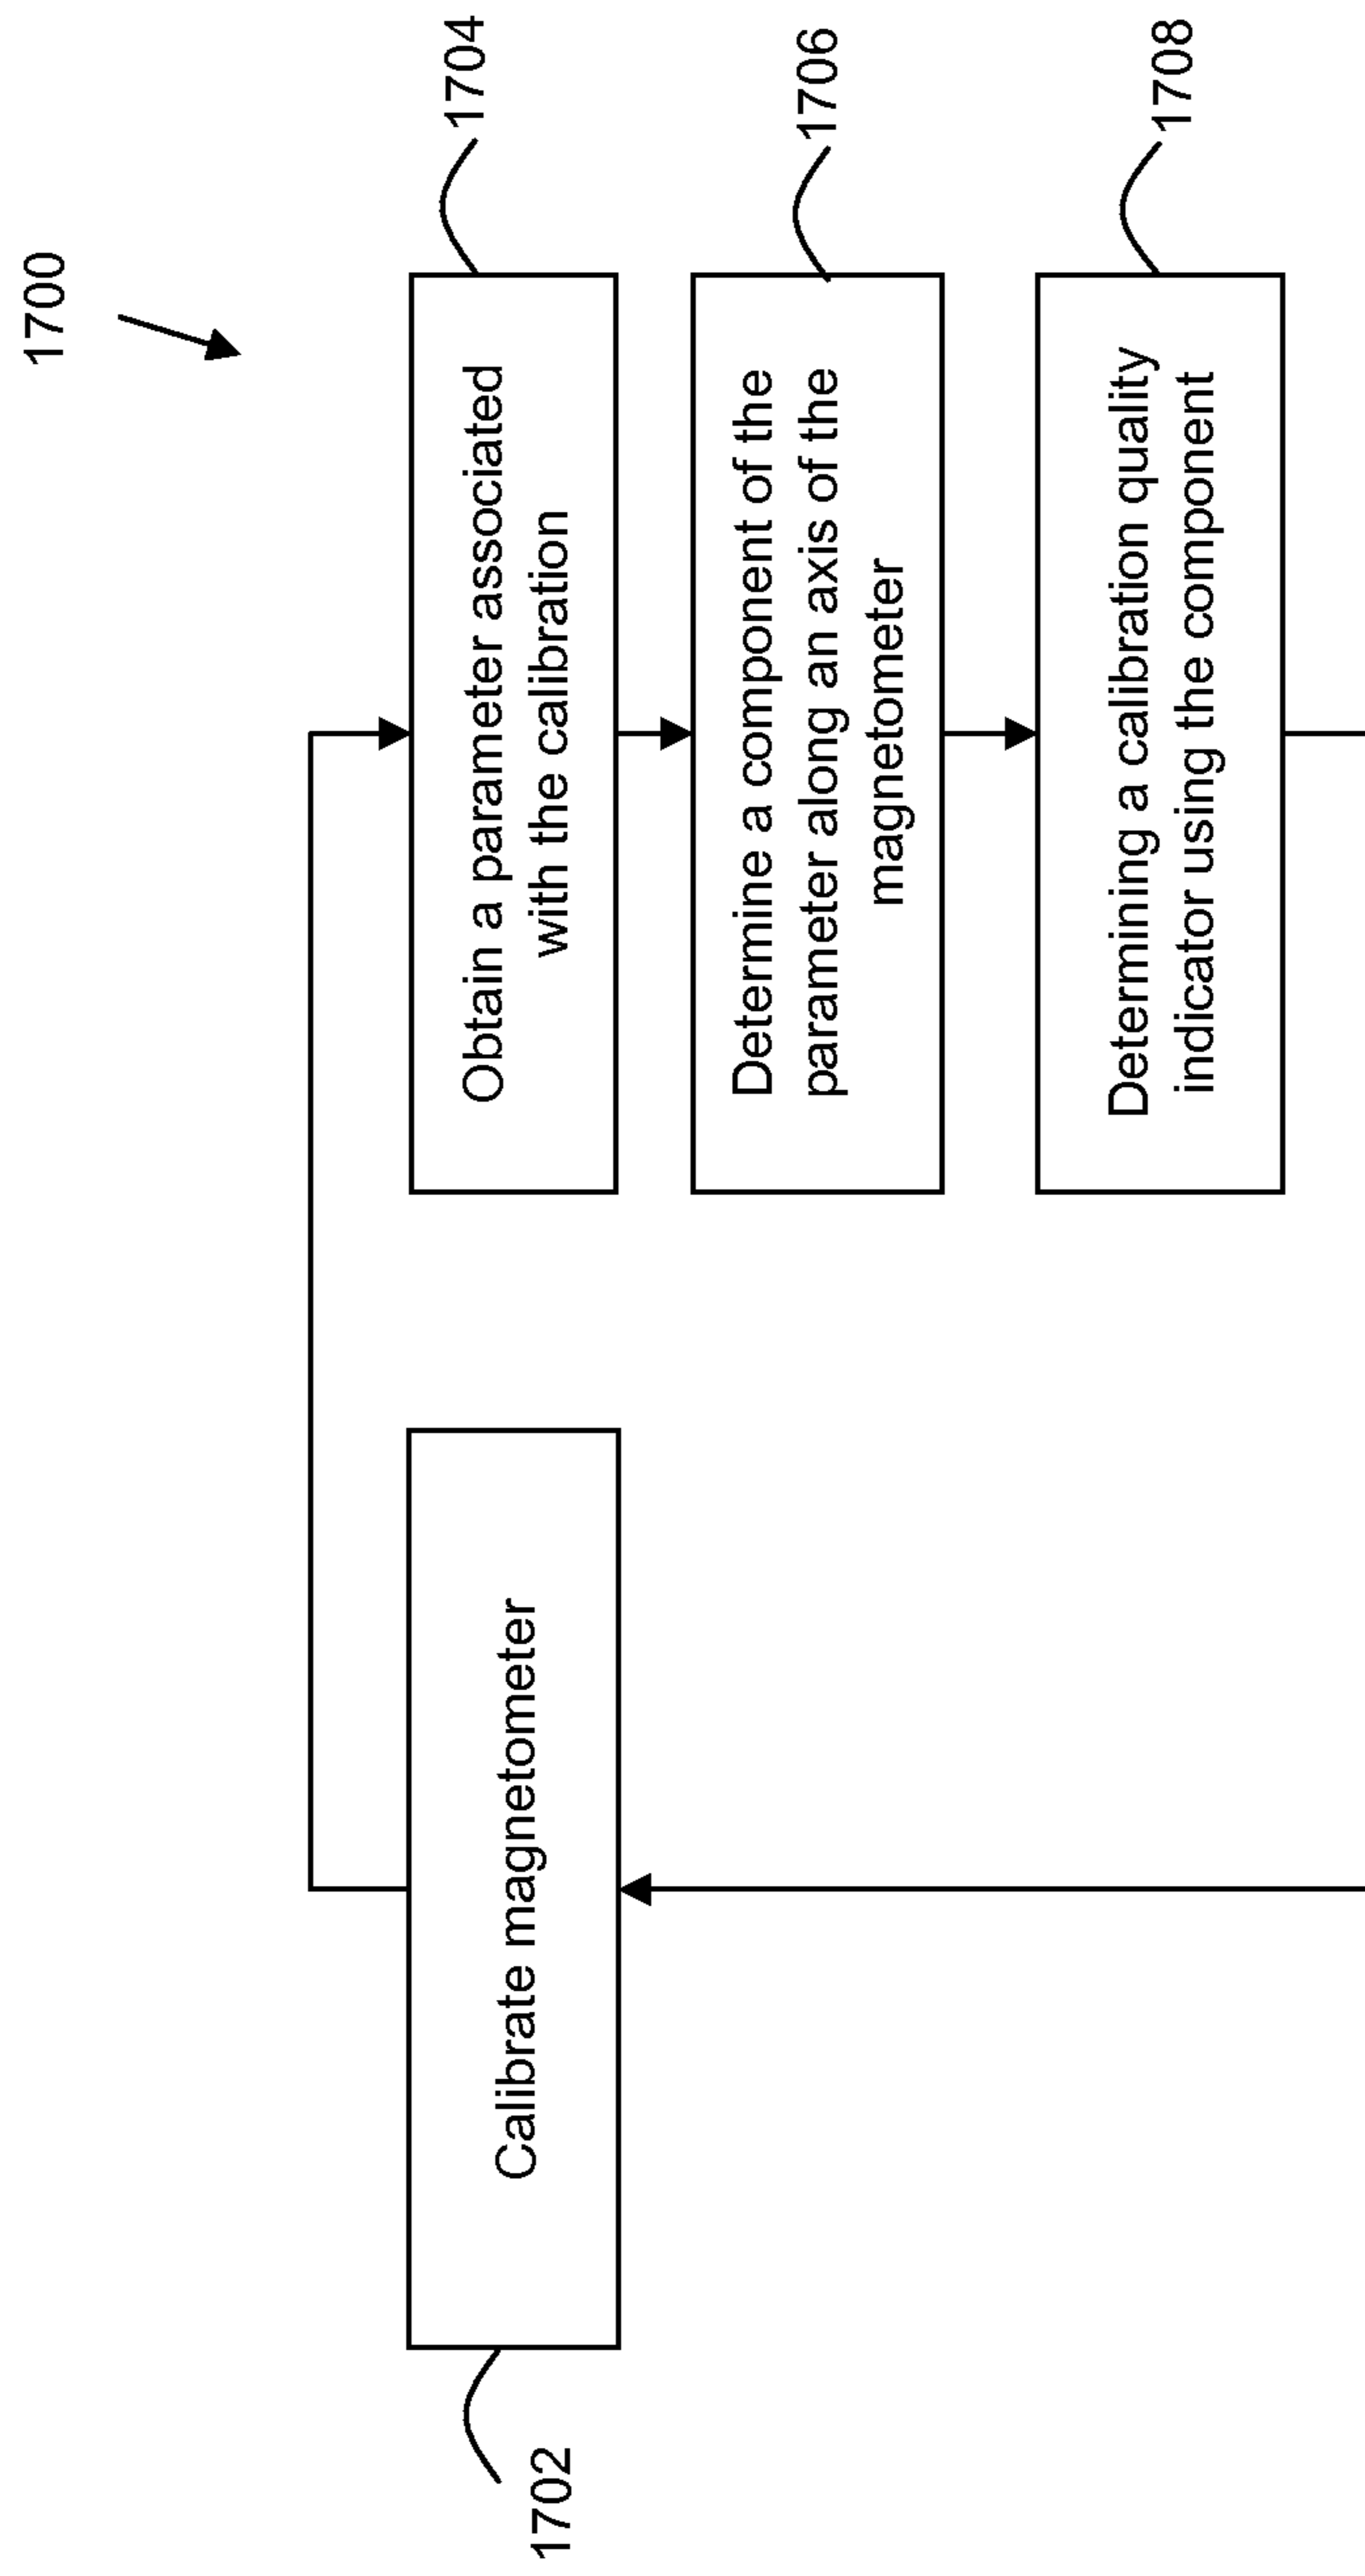 1700
1702
Calibrate magnetometer
1704
Obtain a parameter associated
with the calibration
1706
Determine a component of the
parameter along an axis of the
magnetometer
1708
Determining a calibration quality
indicator using the component